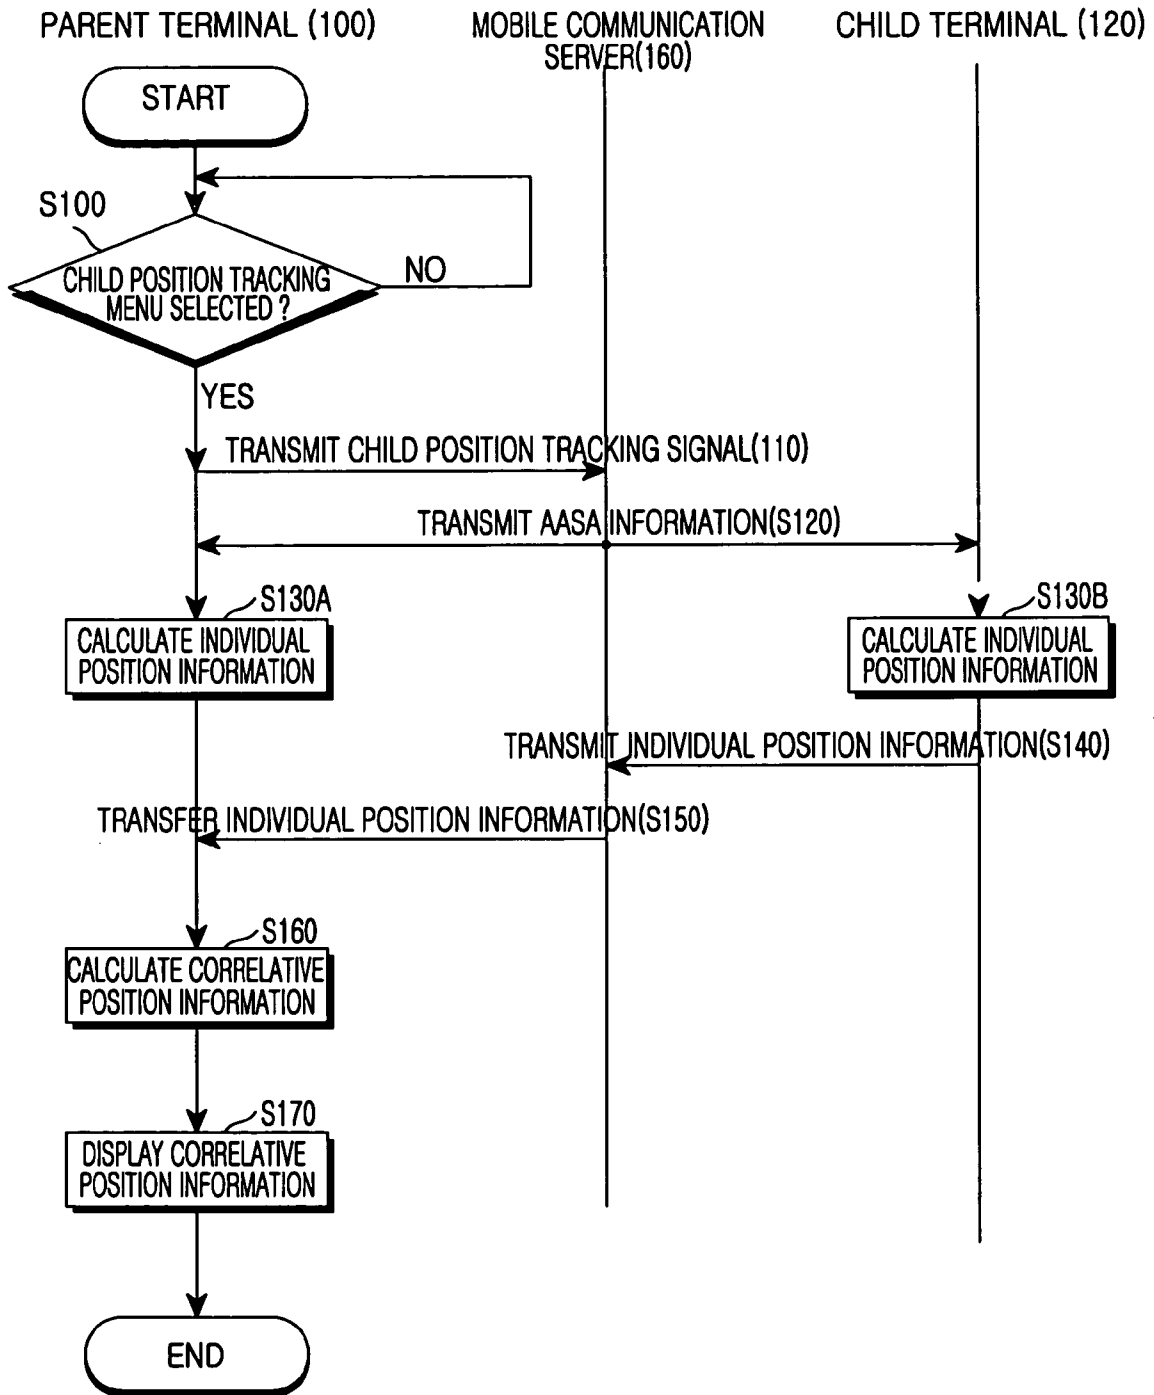 PARENT TERMINAL (100)
MOBILE COMMUNICATION
SERVER(160)
CHILD TERMINAL (120)
START
S100
CHILD POSITION TRACKING
MENU SELECTED ?
NO
YES
TRANSMIT CHILD POSITION TRACKING SIGNAL(110)
TRANSMIT AASA INFORMATION(S120)
S130A
CALCULATE INDIVIDUAL
POSITION INFORMATION
S130B
CALCULATE INDIVIDUAL
POSITION INFORMATION
TRANSMIT INDIVIDUAL POSITION INFORMATION(S140)
TRANSFER INDIVIDUAL POSITION INFORMATION(S150)
S160
CALCULATE CORRELATIVE
POSITION INFORMATION
S170
DISPLAY CORRELATIVE
POSITION INFORMATION
END